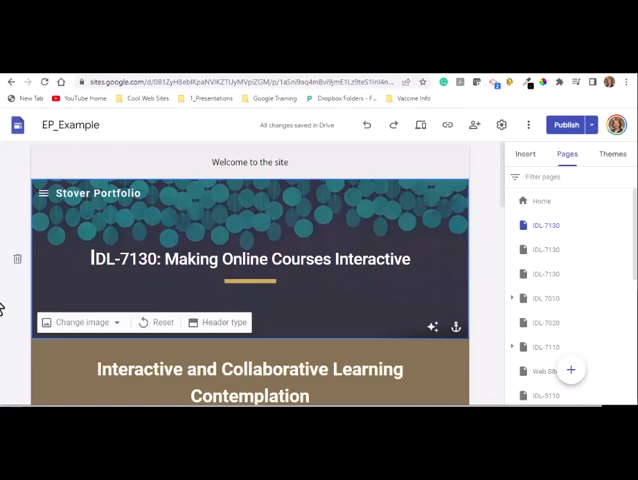 New Tab YouTube Home Cool Web Sites 1_Presentations Google Training Dropbox Folders - F... Vaccine Info
EP_Example All changes saved in Drive Publish
Welcome to the site
Insert Pages Themes
Filter pages
Stover Portfolio
IDL-7130: Making Online Courses Interactive
Change image Reset Header type
Interactive and Collaborative Learning
Contemplation
Home
IDL-7130
IDL-7130
IDL-7130
IDL 7010
IDL-7020
IDL-7110
Web Sit
IDL-5110